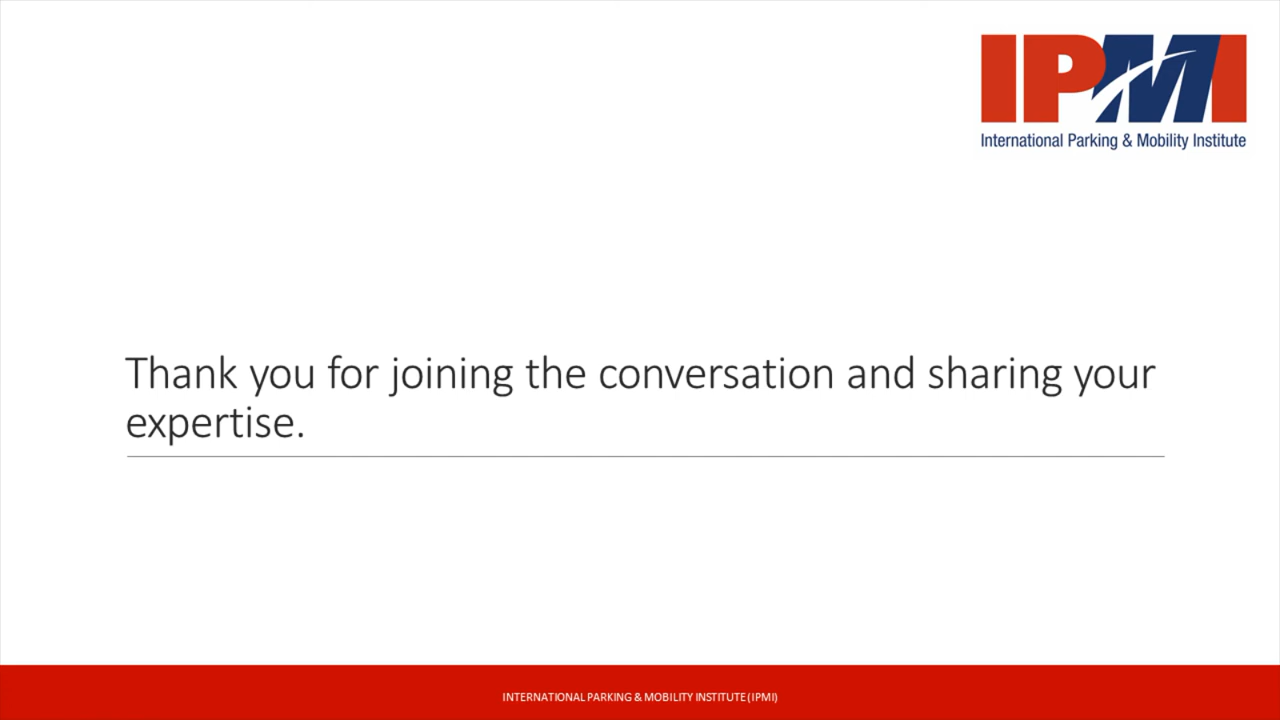 IPMI
International Parking & Mobility Institute
Thank you for joining the conversation and sharing your
expertise.
INTERNATIONAL PARKING & MOBILITY INSTITUTE (IPMI)